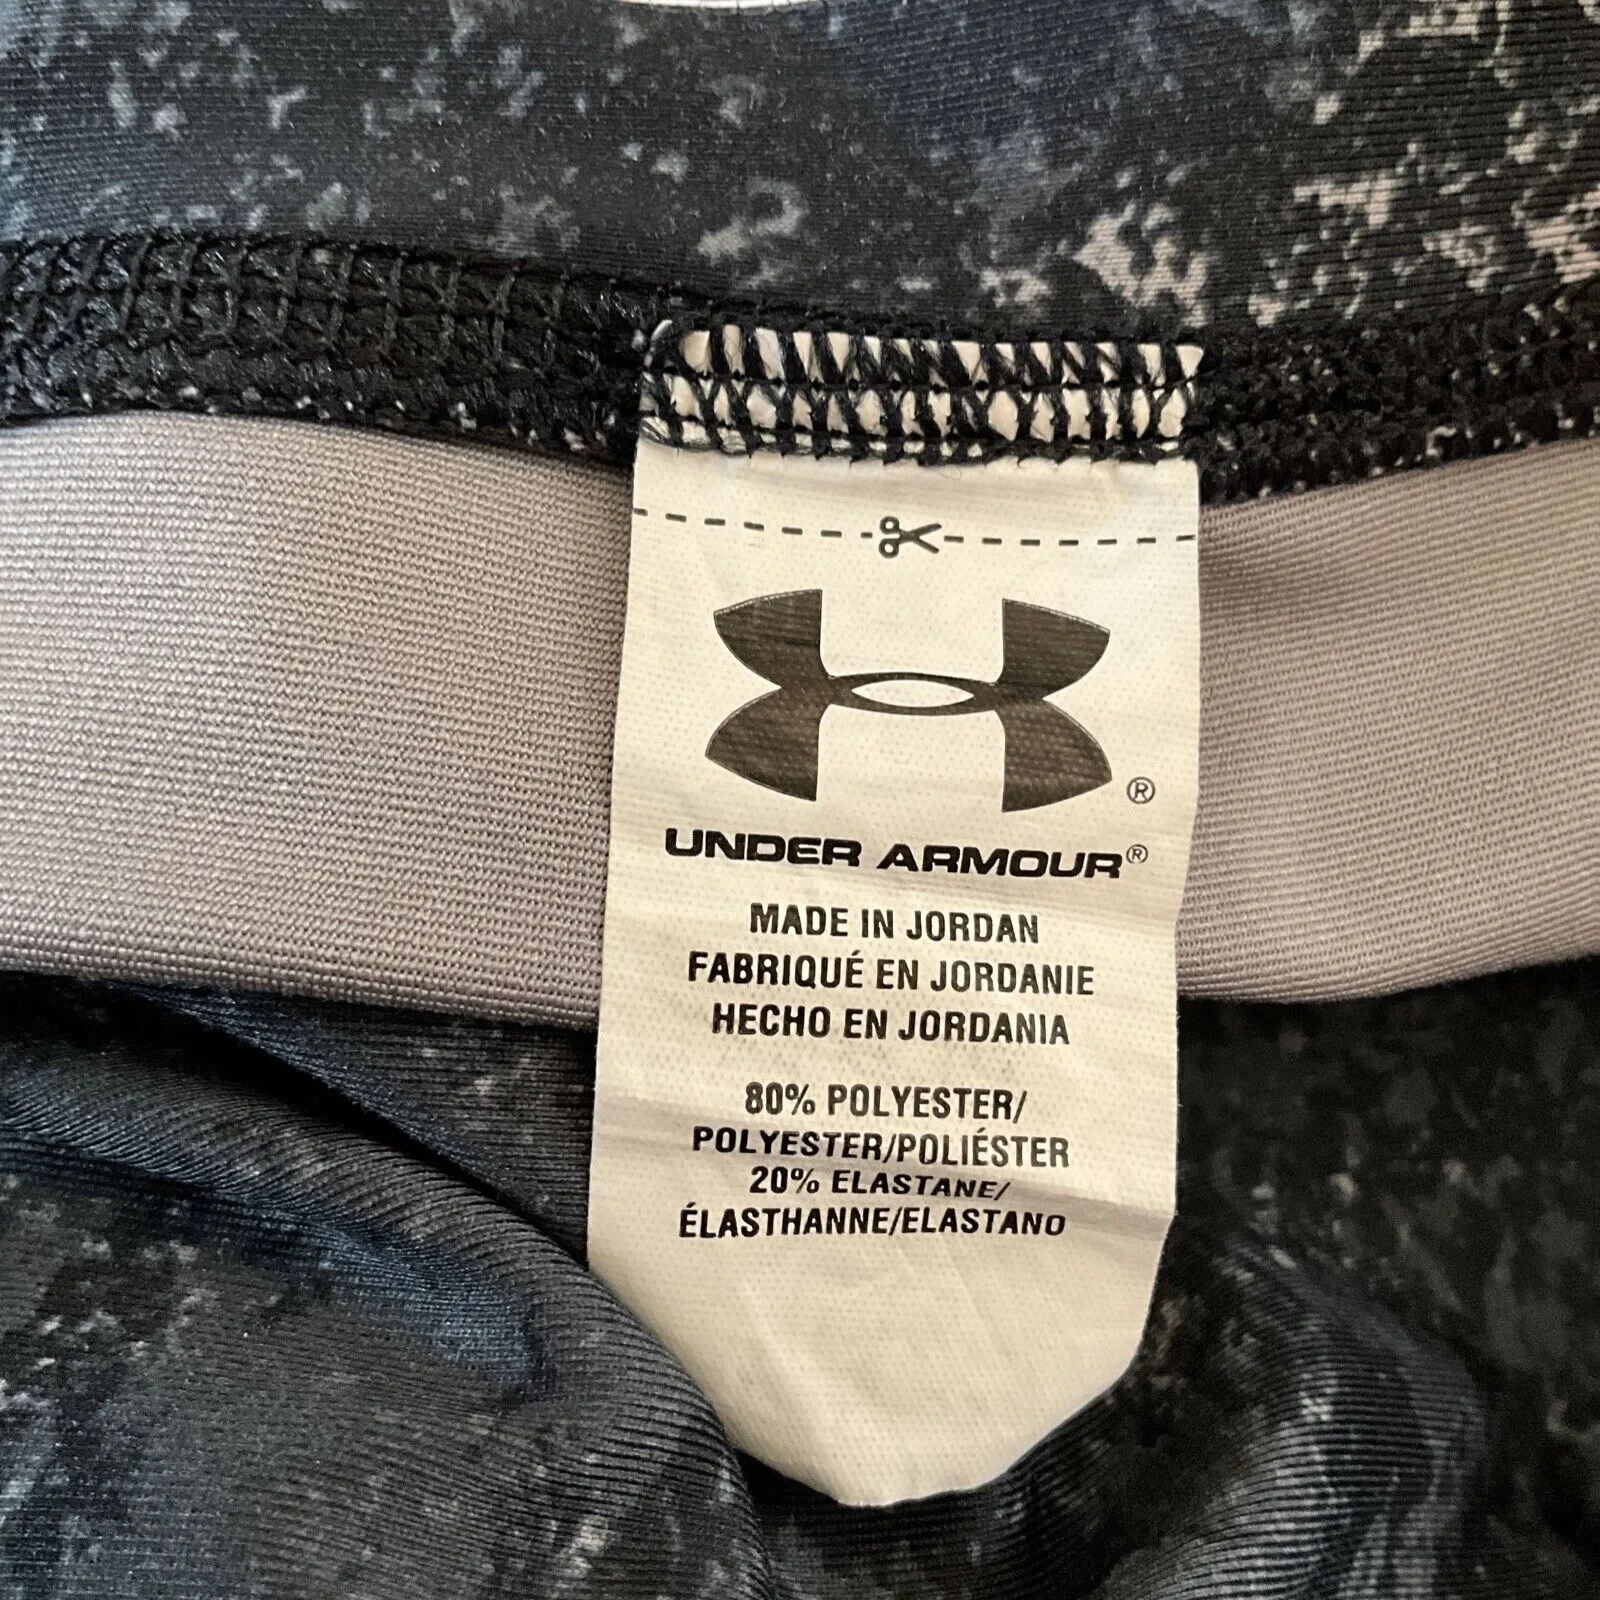 ®
UNDER ARMOUR®
MADE IN JORDAN
FABRIQUÉ EN JORDANIE
HECHO EN JORDANIA
80% POLYESTER/
POLYESTER/POLIÉSTER
20% ELASTANE/
ÉLASTHANNE/ELASTANO